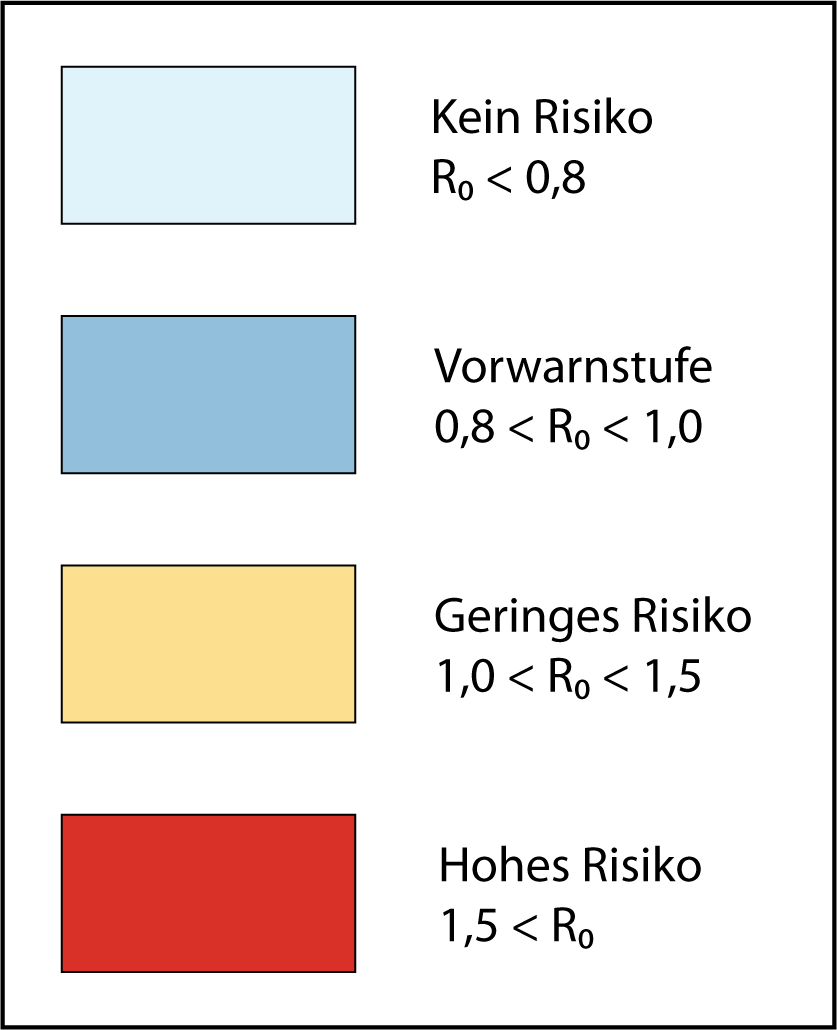 Kein Risiko
R₀ < 0,8
Vorwarnstufe
0,8 < R₀ < 1,0
Geringes Risiko
1,0 < R₀ < 1,5
Hohes Risiko
1,5 < R₀